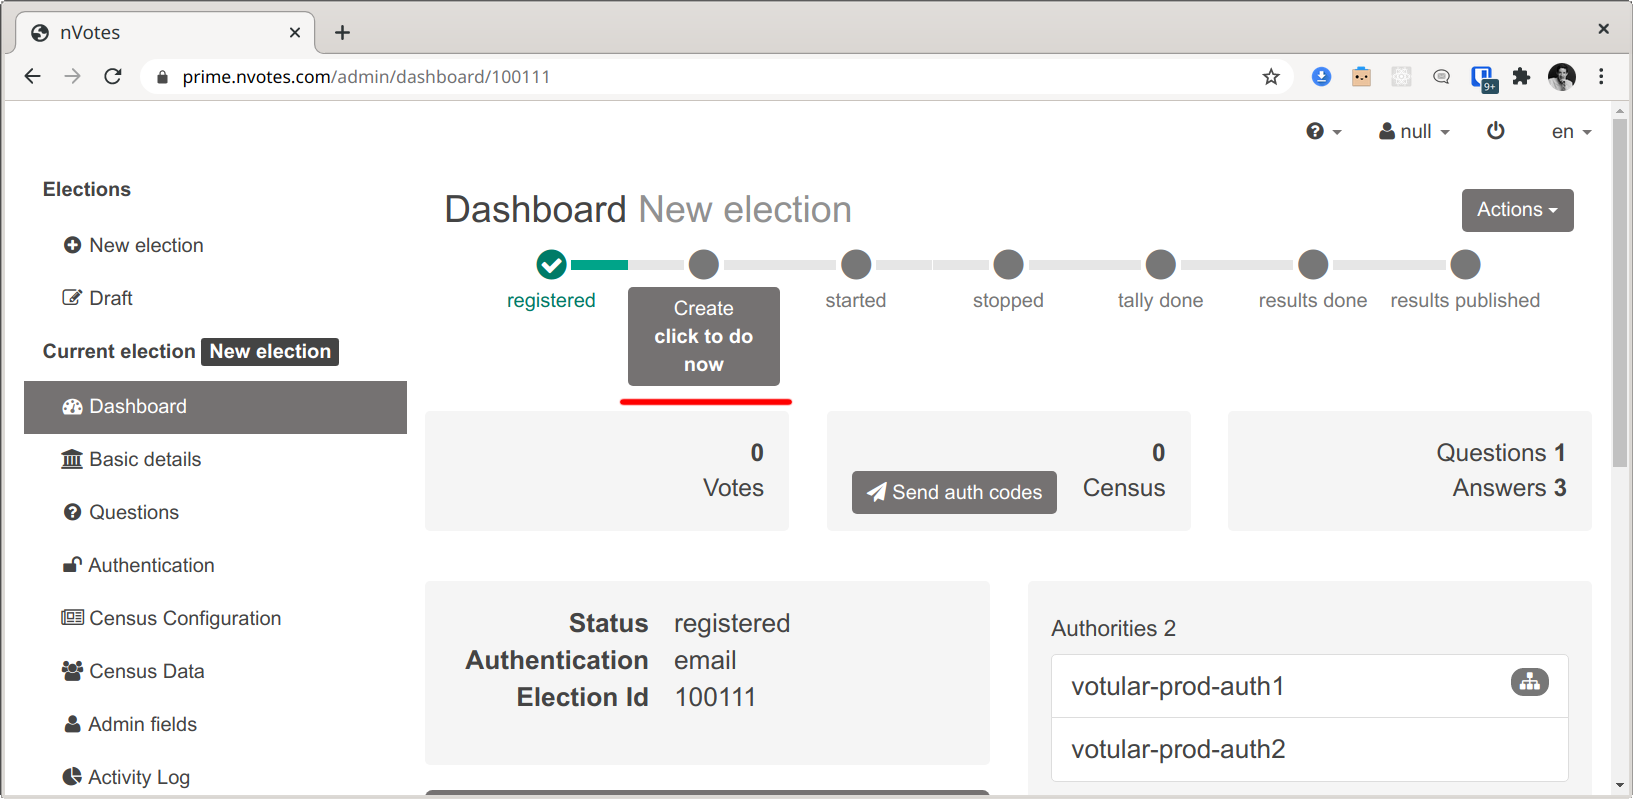 nVotes
prime.nvotes.com/admin/dashboard/100111
9+
null
en
Elections
New election
Draft
Current election New election
Dashboard
Basic details
Questions
Authentication
Census Configuration
Census Data
Admin fields
Activity Log
Dashboard New election
Actions
registered
Create
click to do
now
started
stopped
tally done
results done
results published
0
Votes
0
Send auth codes
Census
Questions 1
Answers 3
Status registered
Authentication email
Election Id 100111
Authorities 2
votular-prod-auth1
votular-prod-auth2